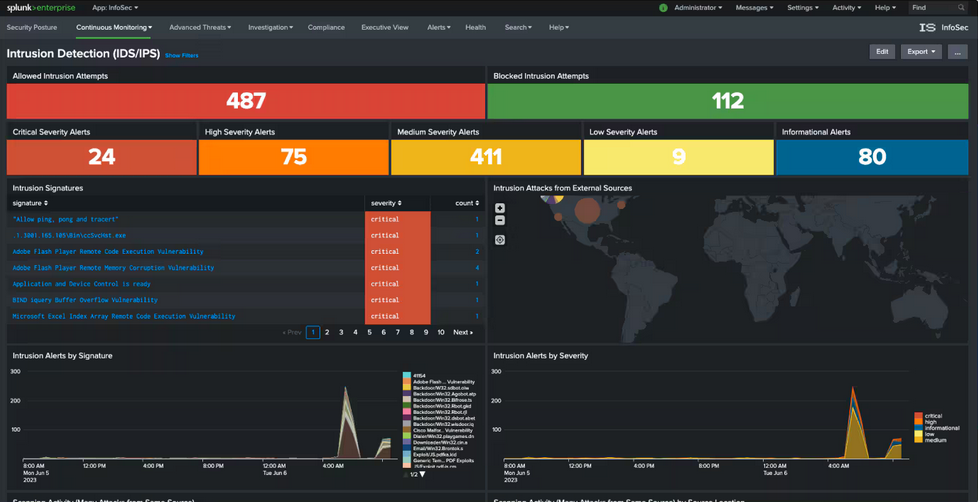 splunk>enterprise App: InfoSec
Administrator Messages Settings Activity Help Find
Security Posture Continuous Monitoring Advanced Threats Investigation Compliance Executive View Alerts Health Search Help IS InfoSec
Intrusion Detection (IDS/IPS) Show Filters
Edit Export ...
Allowed Intrusion Attempts
487
Blocked Intrusion Attempts
112
Critical Severity Alerts
24
High Severity Alerts
75
Medium Severity Alerts
411
Low Severity Alerts
9
Informational Alerts
80
Intrusion Signatures
signature severity count
"Allow ping, pong and tracert" critical 1
.1.3001.165.105\Bin\ccSvcHst.exe critical 1
Adobe Flash Player Remote Code Execution Vulnerability critical 2
Adobe Flash Player Remote Memory Corruption Vulnerability critical 4
Application and Device Control is ready critical 1
BIND iquery Buffer Overflow Vulnerability critical 1
Microsoft Excel Index Array Remote Code Execution Vulnerability critical 1
« Prev 1 2 3 4 5 6 7 8 9 10 Next »
Intrusion Attacks from External Sources
Intrusion Alerts by Signature
300
200
100
8:00 AM 12:00 PM 4:00 PM 8:00 PM 12:00 AM 4:00 AM
Mon Jun 5 Tue Jun 6
2023
41154
Adobe Flash ... Vulnerability
Backdoor/W32.sdbot.oiw
Backdoor/Win32.Agobot.atp
Backdoor/Win32.Bifrose.ts
Backdoor/Win32.Rbot.gkd
Backdoor/Win32.Rbot.jl
Backdoor/Win32.dsbot.ebwt
Backdoor/Win32.wisdoor.iq
Cisco Malfor... Vulnerability
Dialer/Win32.playgames.dn
Downloader/Win32.cin.a
Email/Win32.Brontok.s
Exploit/JS.pdfka.kid
Generic Tem... PDF Exploits
1/2
Intrusion Alerts by Severity
300
200
100
8:00 AM 12:00 PM 4:00 PM 8:00 PM 12:00 AM 4:00 AM
Mon Jun 5 Tue Jun 6
2023
critical
high
informational
low
medium